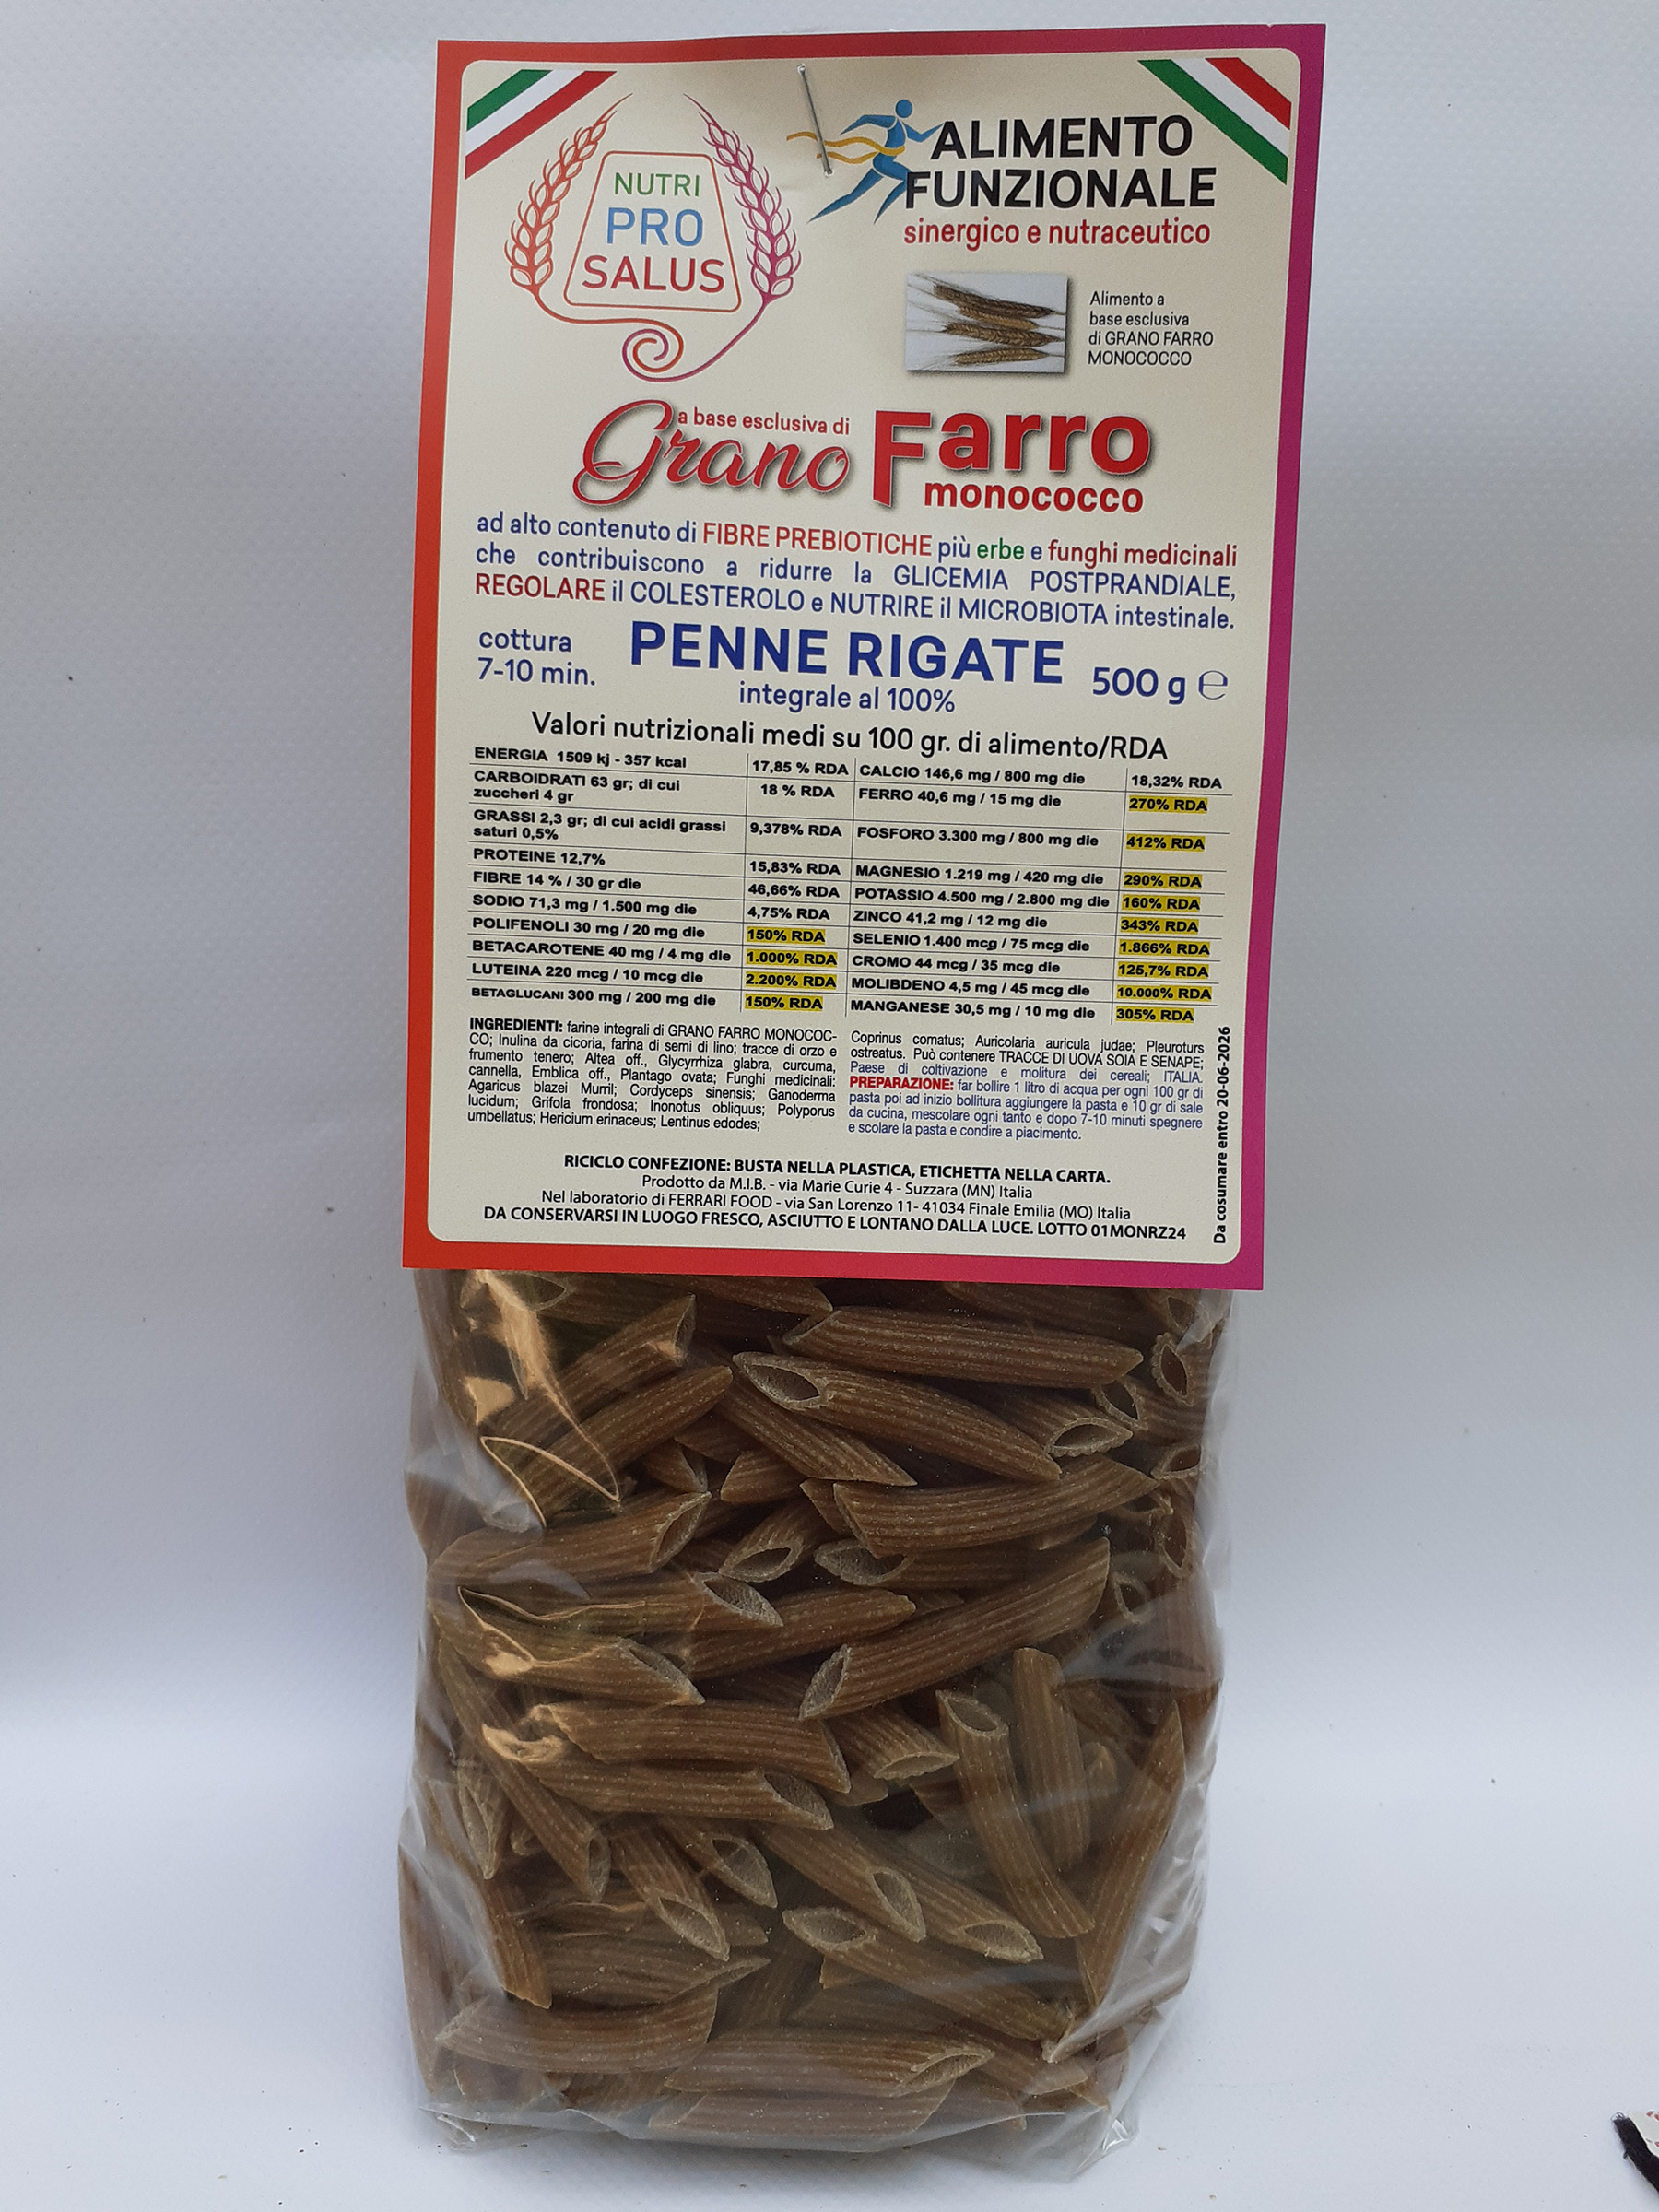 NUTRI
PRO
SALUS
ALIMENTO
FUNZIONALE
sinergico e nutraceutico
Alimento a
base esclusiva
di GRANO FARRO
MONOCOCCO
a base esclusiva di
Grano Farro
monococco
ad alto contenuto di FIBRE PREBIOTICHE più erbe e funghi medicinali
che contribuiscono a ridurre la GLICEMIA POSTPRANDIALE,
REGOLARE il COLESTEROLO e NUTRIRE il MICROBIOTA intestinale.
cottura
7-10 min.
PENNE RIGATE
500 g e
integrale al 100%
Valori nutrizionali medi su 100 gr. di alimento/RDA
ENERGIA 1509 kj - 357 kcal 17,85 % RDA
CARBOIDRATI 63 gr; di cui
zuccheri 4 gr 18 % RDA
GRASSI 2,3 gr; di cui acidi grassi
saturi 0,5% 9,378% RDA
PROTEINE 12,7% 15,83% RDA
FIBRE 14 % / 30 gr die 46,66% RDA
SODIO 71,3 mg / 1.500 mg die 4,75% RDA
POLIFENOLI 30 mg / 20 mg die 150% RDA
BETACAROTENE 40 mg / 4 mg die 1.000% RDA
LUTEINA 220 mcg / 10 mcg die 2.200% RDA
BETAGLUCANI 300 mg / 200 mg die 150% RDA
CALCIO 146,6 mg / 800 mg die 18,32% RDA
FERRO 40,6 mg / 15 mg die 270% RDA
FOSFORO 3.300 mg / 800 mg die 412% RDA
MAGNESIO 1.219 mg / 420 mg die 290% RDA
POTASSIO 4.500 mg / 2.800 mg die 160% RDA
ZINCO 41,2 mg / 12 mg die 343% RDA
SELENIO 1.400 mcg / 75 mcg die 1.866% RDA
CROMO 44 mcg / 35 mcg die 125,7% RDA
MOLIBDENO 4,5 mg / 45 mcg die 10.000% RDA
MANGANESE 30,5 mg / 10 mg die 305% RDA
INGREDIENTI: farine integrali di GRANO FARRO MONOCOC-
CO; Inulina da cicoria, farina di semi di lino; tracce di orzo e
frumento tenero; Altea off., Glycyrrhiza glabra, curcuma,
cannella, Emblica off., Plantago ovata; Funghi medicinali:
Agaricus blazei Murril; Cordyceps sinensis; Ganoderma
lucidum; Grifola frondosa; Inonotus obliquus; Polyporus
umbellatus; Hericium erinaceus; Lentinus edodes;
Coprinus comatus; Auricolaria auricula judae; Pleuroturs
ostreatus. Può contenere TRACCE DI UOVA SOIA E SENAPE;
Paese di coltivazione e molitura dei cereali; ITALIA.
PREPARAZIONE: far bollire 1 litro di acqua per ogni 100 gr di
pasta poi ad inizio bollitura aggiungere la pasta e 10 gr di sale
da cucina, mescolare ogni tanto e dopo 7-10 minuti spegnere
e scolare la pasta e condire a piacimento.
Da cosumare entro 20-06-2026
RICICLO CONFEZIONE: BUSTA NELLA PLASTICA, ETICHETTA NELLA CARTA.
Prodotto da M.I.B. - via Marie Curie 4 - Suzzara (MN) Italia
Nel laboratorio di FERRARI FOOD - via San Lorenzo 11- 41034 Finale Emilia (MO) Italia
DA CONSERVARSI IN LUOGO FRESCO, ASCIUTTO E LONTANO DALLA LUCE. LOTTO 01MONRZ24